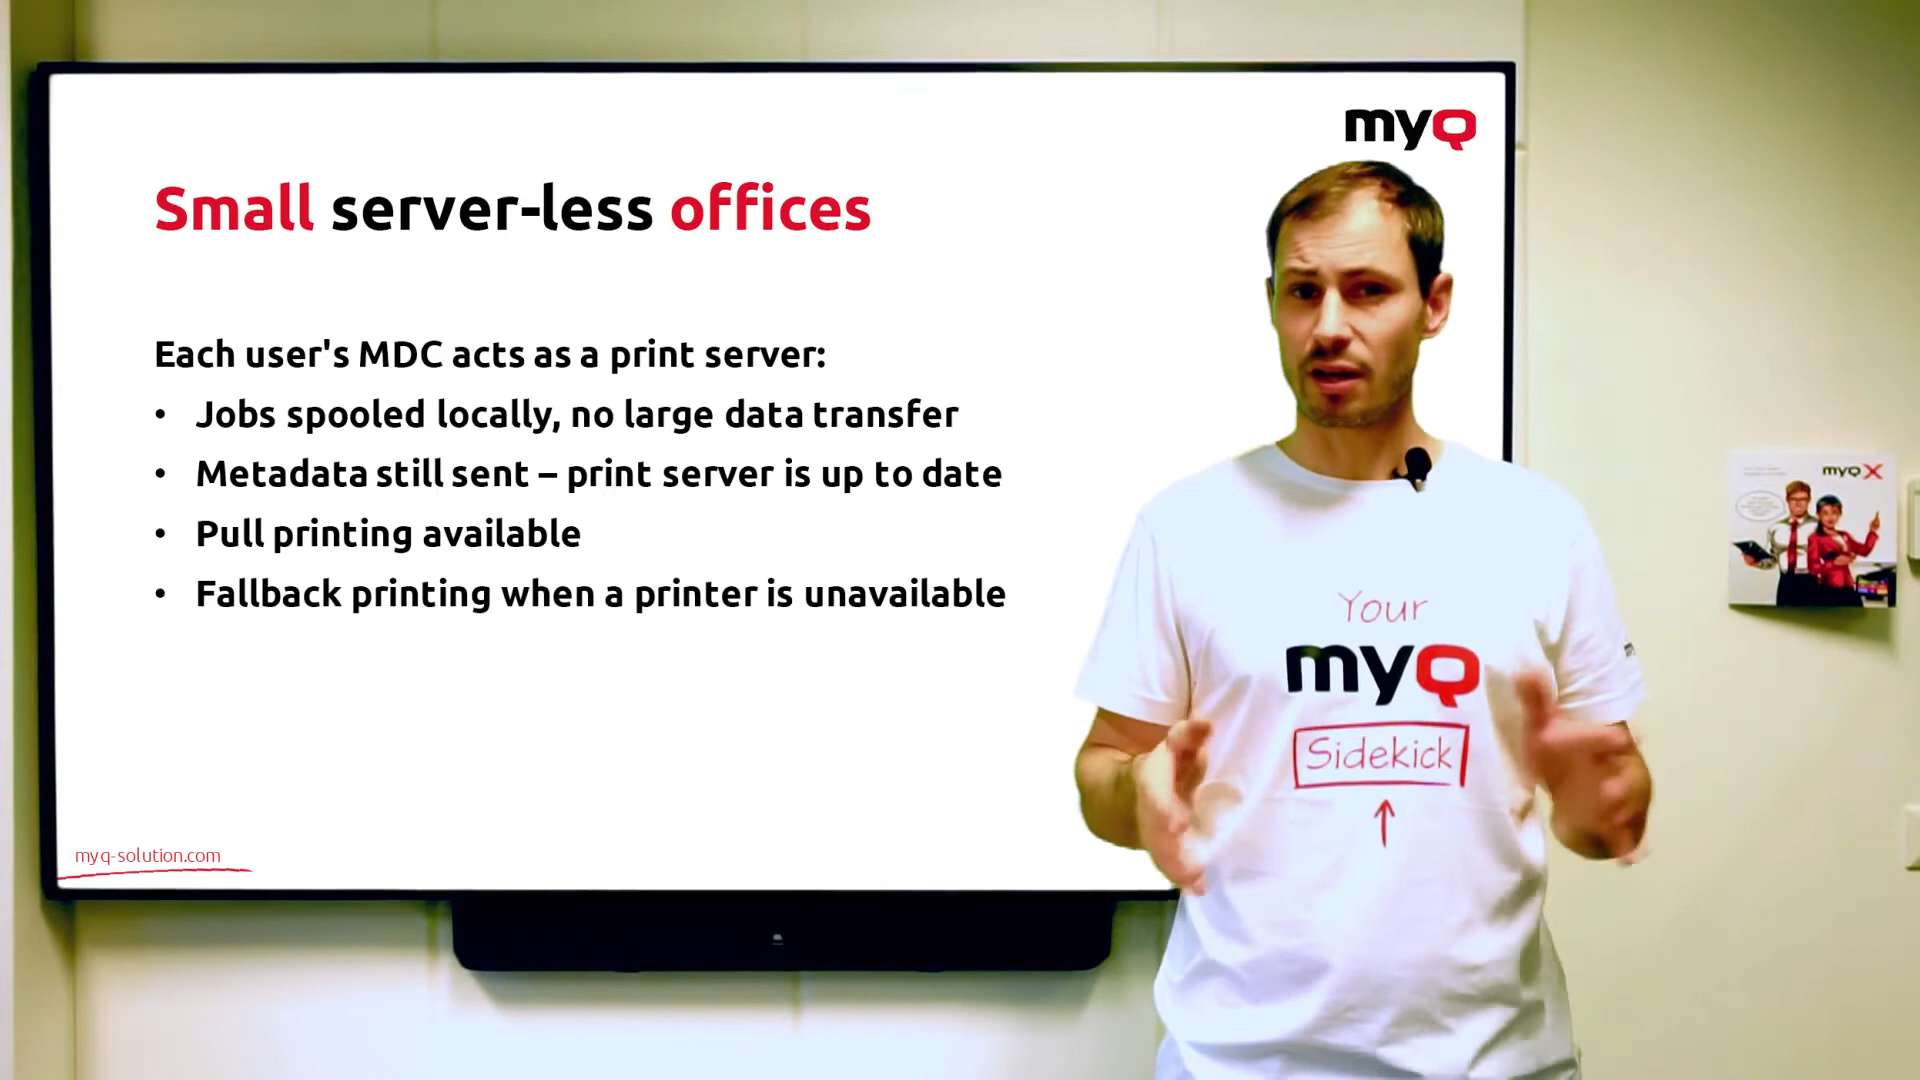 myQ
Small server-less offices
Each user's MDC acts as a print server:
• Jobs spooled locally, no large data transfer
• Metadata still sent – print server is up to date
• Pull printing available
• Fallback printing when a printer is unavailable
myq-solution.com
Your
myQ
Sidekick
myQ X